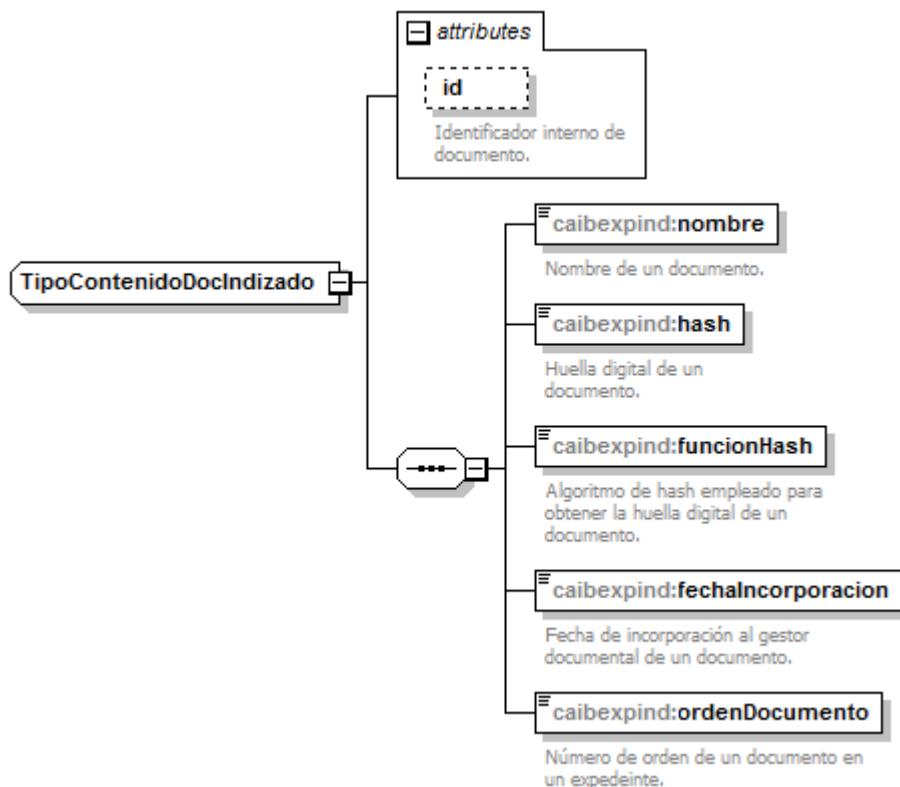 attributes
id
Identificador interno de
documento.
TipoContenidoDocIndizado
caibexpind:nombre
Nombre de un documento.
caibexpind:hash
Huella digital de un
documento.
caibexpind:funcionHash
Algoritmo de hash empleado para
obtener la huella digital de un
documento.
caibexpind:fechaIncorporacion
Fecha de incorporación al gestor
documental de un documento.
caibexpind:ordenDocumento
Número de orden de un documento en
un expedeinte.